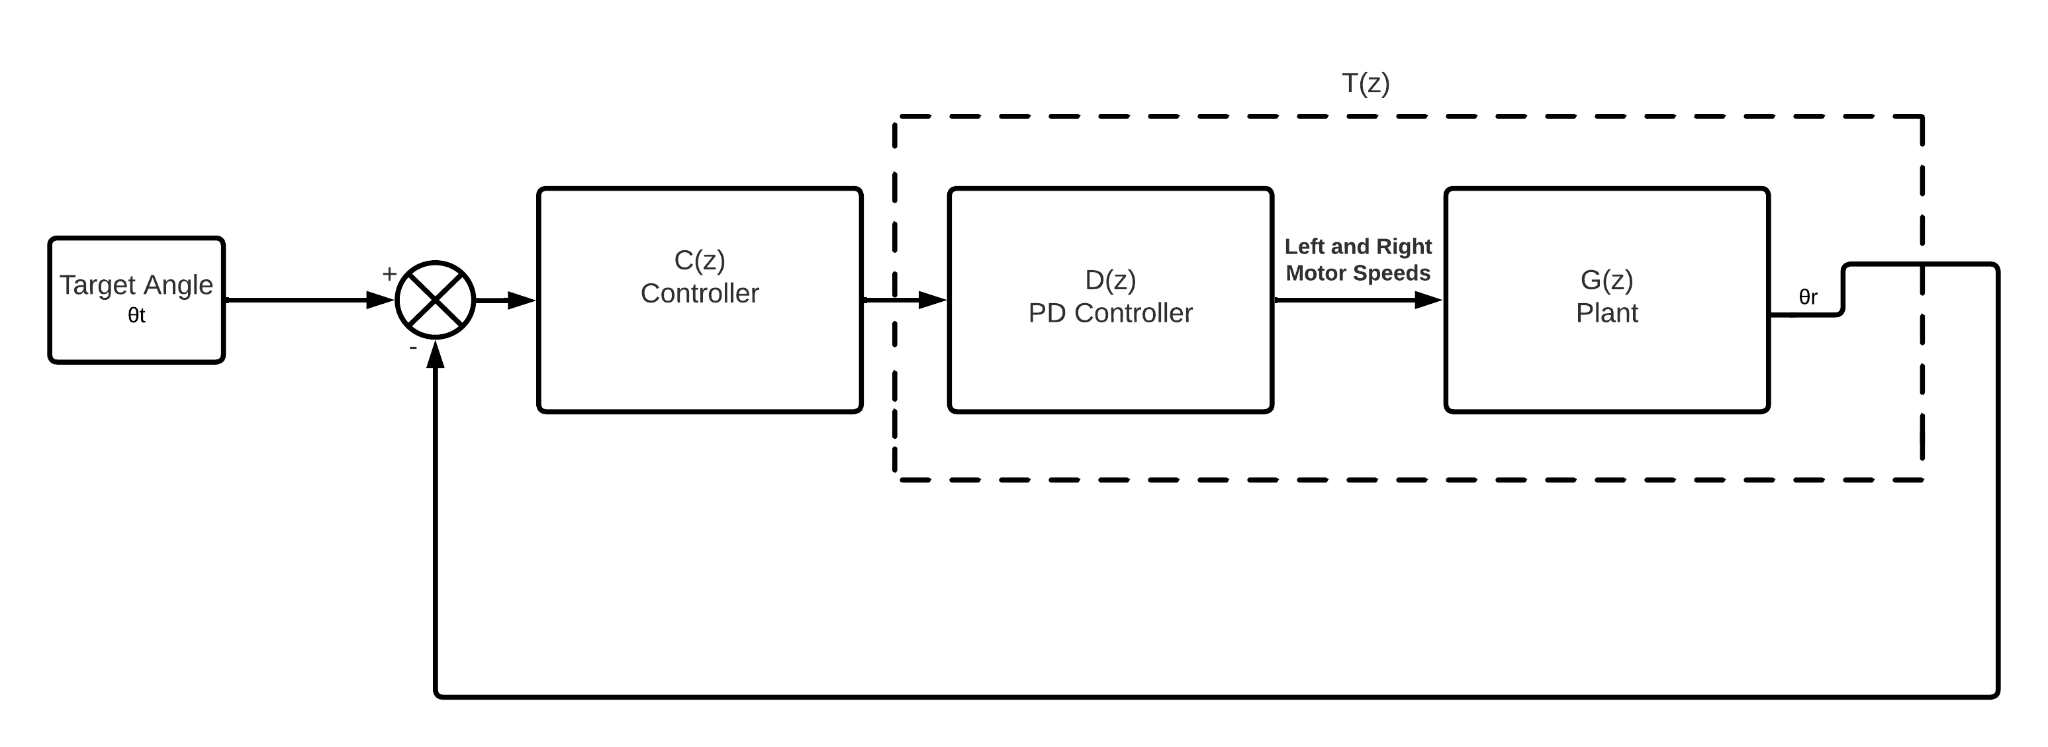 T(z)
Target Angle
θt
+
-
C(z)
Controller
D(z)
PD Controller
Left and Right
Motor Speeds
G(z)
Plant
θr